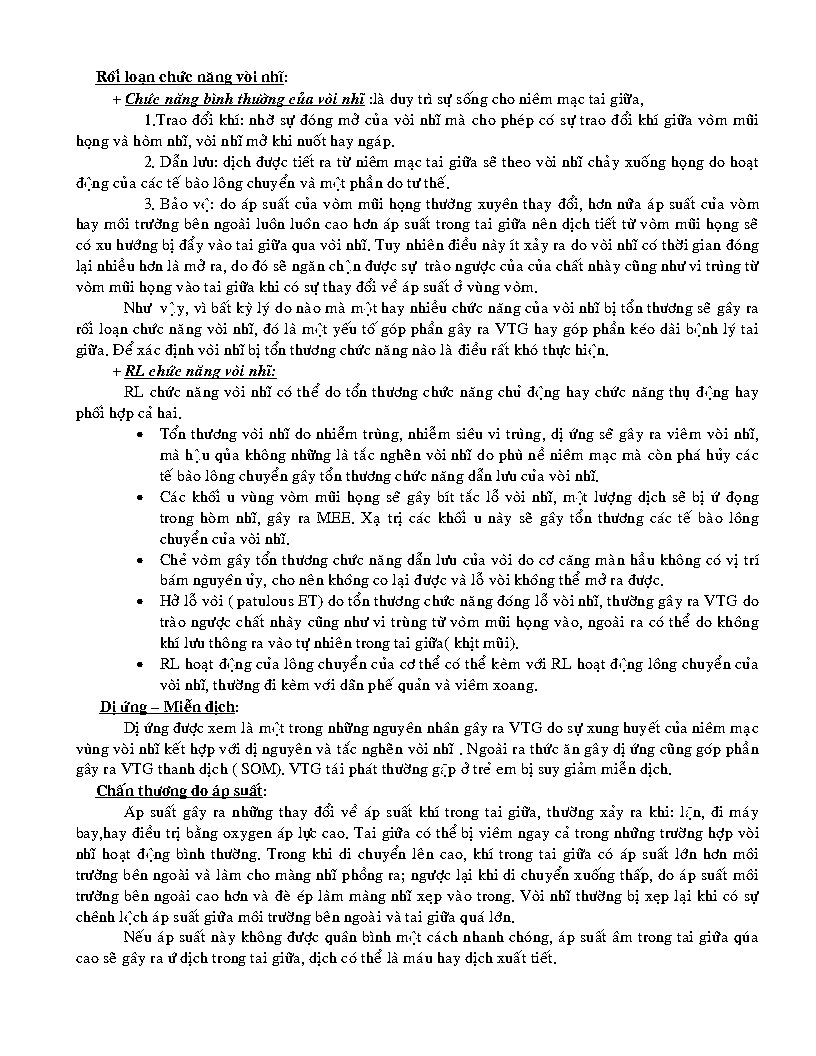 Rối loạn chức năng vòi nhĩ:
+ Chức năng bình thường của vòi nhĩ :là duy trì sự sống cho niêm mạc tai giữa,
1.Trao đổi khí: nhờ sự đóng mở của vòi nhĩ mà cho phép có sự trao đổi khí giữa vòm mũi
họng và hòm nhĩ, vòi nhĩ mở khi nuốt hay ngáp.
2. Dẫn lưu: dịch được tiết ra từ niêm mạc tai giữa sẽ theo vòi nhĩ chảy xuống họng do hoạt
động của các tế bào lông chuyển và một phần do tư thế.
3. Bảo vệ: do áp suất của vòm mũi họng thường xuyên thay đổi, hơn nữa áp suất của vòm
hay môi trường bên ngoài luôn luôn cao hơn áp suất trong tai giữa nên dịch tiết từ vòm mũi họng sẽ
có xu hướng bị đẩy vào tai giữa qua vòi nhĩ. Tuy nhiên điều này ít xảy ra do vòi nhĩ có thời gian đóng
lại nhiều hơn là mở ra, do đó sẽ ngăn chận được sự trào ngược của của chất nhày cũng như vi trùng từ
vòm mũi họng vào tai giữa khi có sự thay đổi về áp suất ở vùng vòm.
Như vậy, vì bất kỳ lý do nào mà một hay nhiều chức năng của vòi nhĩ bị tổn thương sẽ gây ra
rối loạn chức năng vòi nhĩ, đó là một yếu tố góp phần gây ra VTG hay góp phần kéo dài bệnh lý tai
giữa. Để xác định vòi nhĩ bị tổn thương chức năng nào là điều rất khó thực hiện.
+ RL chức năng vòi nhĩ:
RL chức năng vòi nhĩ có thể do tổn thương chức năng chủ động hay chức năng thụ động hay
phối hợp cả hai.
• Tổn thương vòi nhĩ do nhiễm trùng, nhiễm siêu vi trùng, dị ứng sẽ gây ra viêm vòi nhĩ,
mà hậu qủa không những là tắc nghẽn vòi nhĩ do phù nề niêm mạc mà còn phá hủy các
tế bào lông chuyển gây tổn thương chức năng dẫn lưu của vòi nhĩ.
• Các khối u vùng vòm mũi họng sẽ gây bít tắc lỗ vòi nhĩ, một lượng dịch sẽ bị ứ đọng
trong hòm nhĩ, gây ra MEE. Xạ trị các khối u này sẽ gây tổn thương các tế bào lông
chuyển của vòi nhĩ.
• Chẻ vòm gây tổn thương chức năng dẫn lưu của vòi do cơ căng màn hầu không có vị trí
bám nguyên ủy, cho nên không co lại được và lỗ vòi không thể mở ra được.
• Hở lỗ vòi ( patulous ET) do tổn thương chức năng đóng lỗ vòi nhĩ, thường gây ra VTG do
trào ngược chất nhày cũng như vi trùng từ vòm mũi họng vào, ngoài ra có thể do không
khí lưu thông ra vào tự nhiên trong tai giữa( khịt mũi).
• RL hoạt động của lông chuyển của cơ thể có thể kèm với RL hoạt động lông chuyển của
vòi nhĩ, thường đi kèm với dãn phế quản và viêm xoang.
Dị ứng – Miễn dịch:
Dị ứng được xem là một trong những nguyên nhân gây ra VTG do sự xung huyết của niêm mạc
vùng vòi nhĩ kết hợp với dị nguyên và tắc nghẽn vòi nhĩ . Ngoài ra thức ăn gây dị ứng cũng góp phần
gây ra VTG thanh dịch ( SOM). VTG tái phát thường gặp ở trẻ em bị suy giảm miễn dịch.
Chấn thương do áp suất:
Áp suất gây ra những thay đổi về áp suất khí trong tai giữa, thường xảy ra khi: lặn, đi máy
bay,hay điều trị bằng oxygen áp lực cao. Tai giữa có thể bị viêm ngay cả trong những trường hợp vòi
nhĩ hoạt động bình thường. Trong khi di chuyển lên cao, khí trong tai giữa có áp suất lớn hơn môi
trường bên ngoài và làm cho màng nhĩ phồng ra; ngược lại khi di chuyển xuống thấp, do áp suất môi
trường bên ngoài cao hơn và đè ép làm màng nhĩ xẹp vào trong. Vòi nhĩ thường bị xẹp lại khi có sự
chênh lệch áp suất giữa môi trường bên ngoài và tai giữa quá lớn.
Nếu áp suất này không được quân bình một cách nhanh chóng, áp suất âm trong tai giữa qúa
cao sẽ gây ra ứ dịch trong tai giữa, dịch có thể là máu hay dịch xuất tiết.